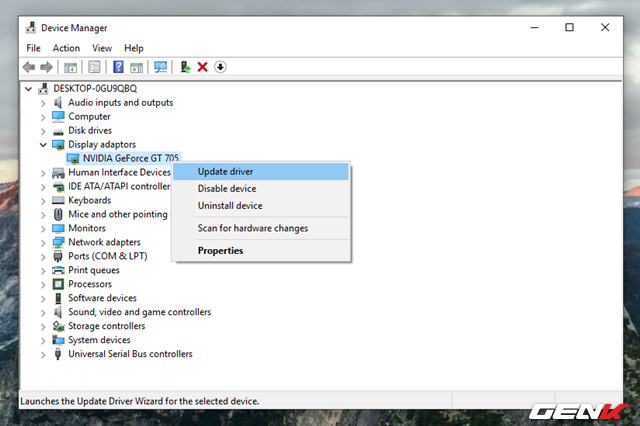 Device Manager
File Action View Help
DESKTOP-0GU9QBQ
Audio inputs and outputs
Computer
Disk drives
Display adaptors
NVIDIA GeForce GT 705
Update driver
Human Interface Devices
Disable device
IDE ATA/ATAPI controller
Keyboards
Uninstall device
Mice and other pointing
Monitors
Scan for hardware changes
Network adapters
Ports (COM & LPT)
Properties
Print queues
Processors
Software devices
Sound, video and game controllers
Storage controllers
System devices
Universal Serial Bus controllers
Launches the Update Driver Wizard for the selected device.
GENK